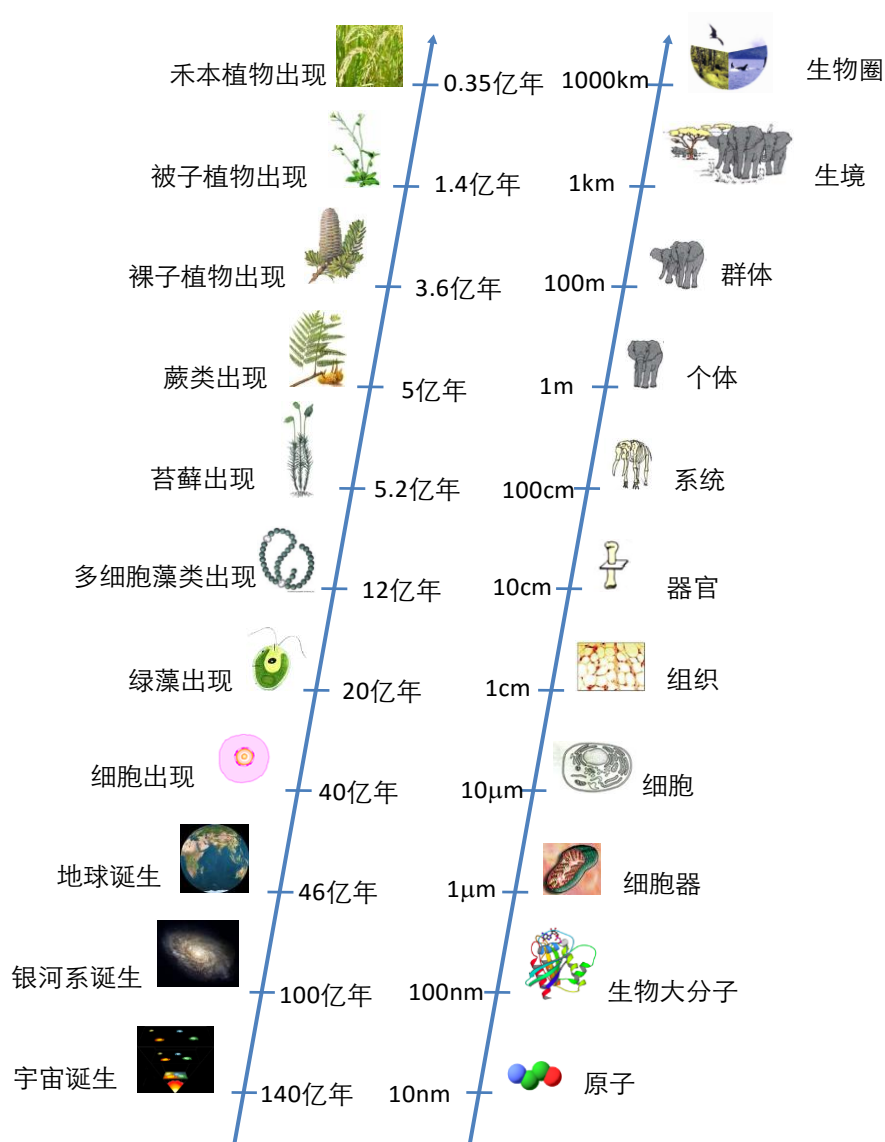 禾本植物出现 0.35亿年 1000km 生物圈
被子植物出现 1.4亿年 1km 生境
裸子植物出现 3.6亿年 100m 群体
蕨类出现 5亿年 1m 个体
苔藓出现 5.2亿年 100cm 系统
多细胞藻类出现 12亿年 10cm 器官
绿藻出现 20亿年 1cm 组织
细胞出现 40亿年 10μm 细胞
地球诞生 46亿年 1μm 细胞器
银河系诞生 100亿年 100nm 生物大分子
宇宙诞生 140亿年 10nm 原子